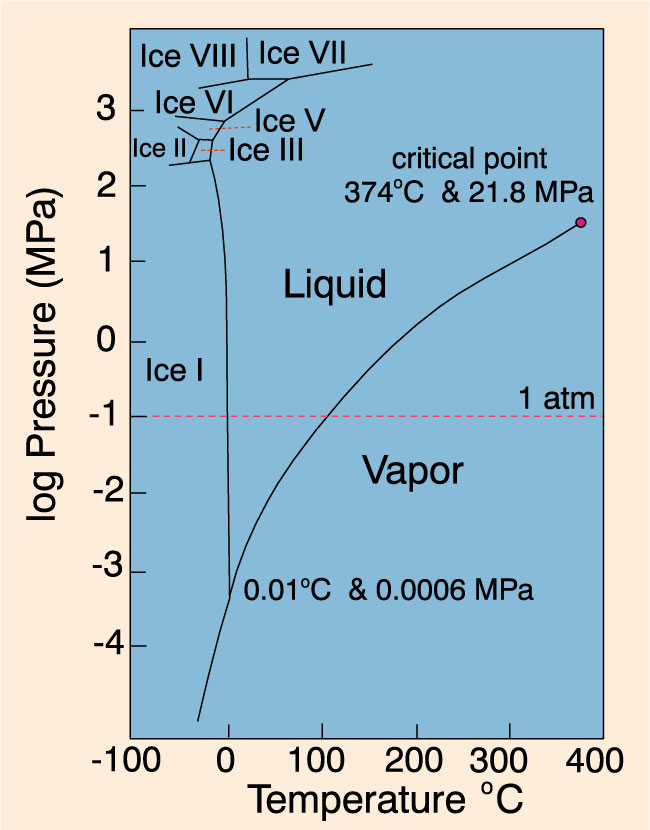 Ice VIII
Ice VII
Ice VI
Ice V
Ice II
Ice III
critical point
374°C & 21.8 MPa
Liquid
Ice I
1 atm
Vapor
0.01°C & 0.0006 MPa
log Pressure (MPa)
3
2
1
0
-1
-2
-3
-4
-100
0
100
200
300
400
Temperature °C